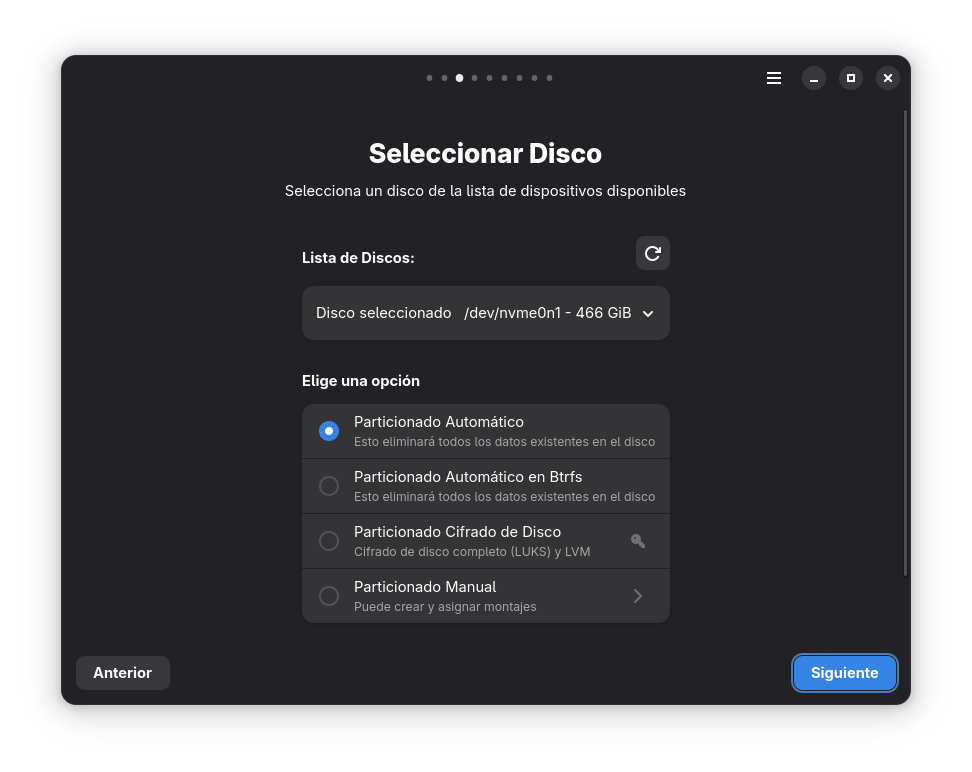 Seleccionar Disco
Selecciona un disco de la lista de dispositivos disponibles
Lista de Discos:
Disco seleccionado /dev/nvme0n1 - 466 GiB
Elige una opción
Particionado Automático
Esto eliminará todos los datos existentes en el disco
Particionado Automático en Btrfs
Esto eliminará todos los datos existentes en el disco
Particionado Cifrado de Disco
Cifrado de disco completo (LUKS) y LVM
Particionado Manual
Puede crear y asignar montajes
Anterior
Siguiente